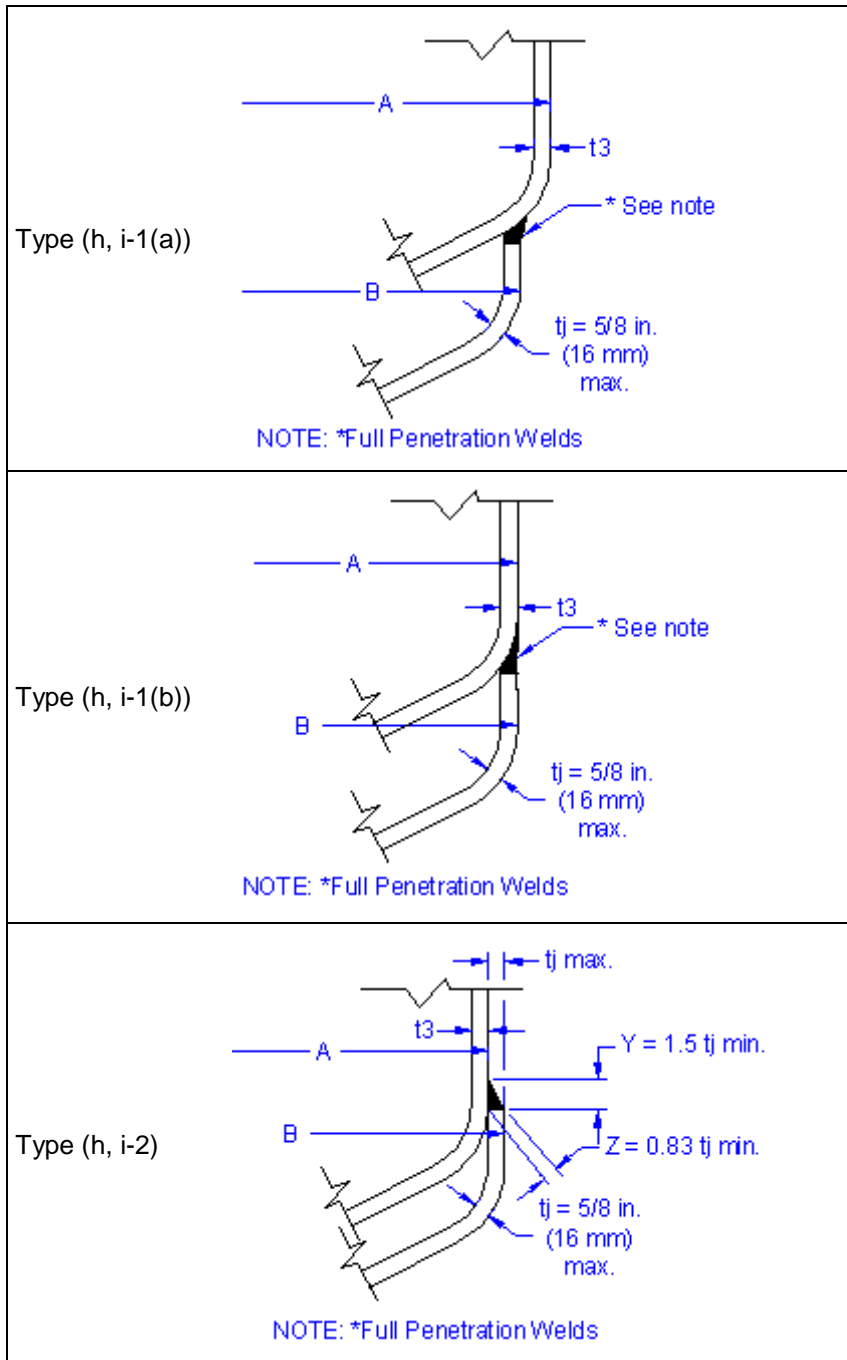 Type (h, i-1(a))
A
t3
* See note
B
tj = 5/8 in.
(16 mm)
max.
NOTE: *Full Penetration Welds
Type (h, i-1(b))
A
t3
* See note
B
tj = 5/8 in.
(16 mm)
max.
NOTE: *Full Penetration Welds
Type (h, i-2)
tj max.
t3
A
Y = 1.5 tj min.
B
Z = 0.83 tj min.
tj = 5/8 in.
(16 mm)
max.
NOTE: *Full Penetration Welds